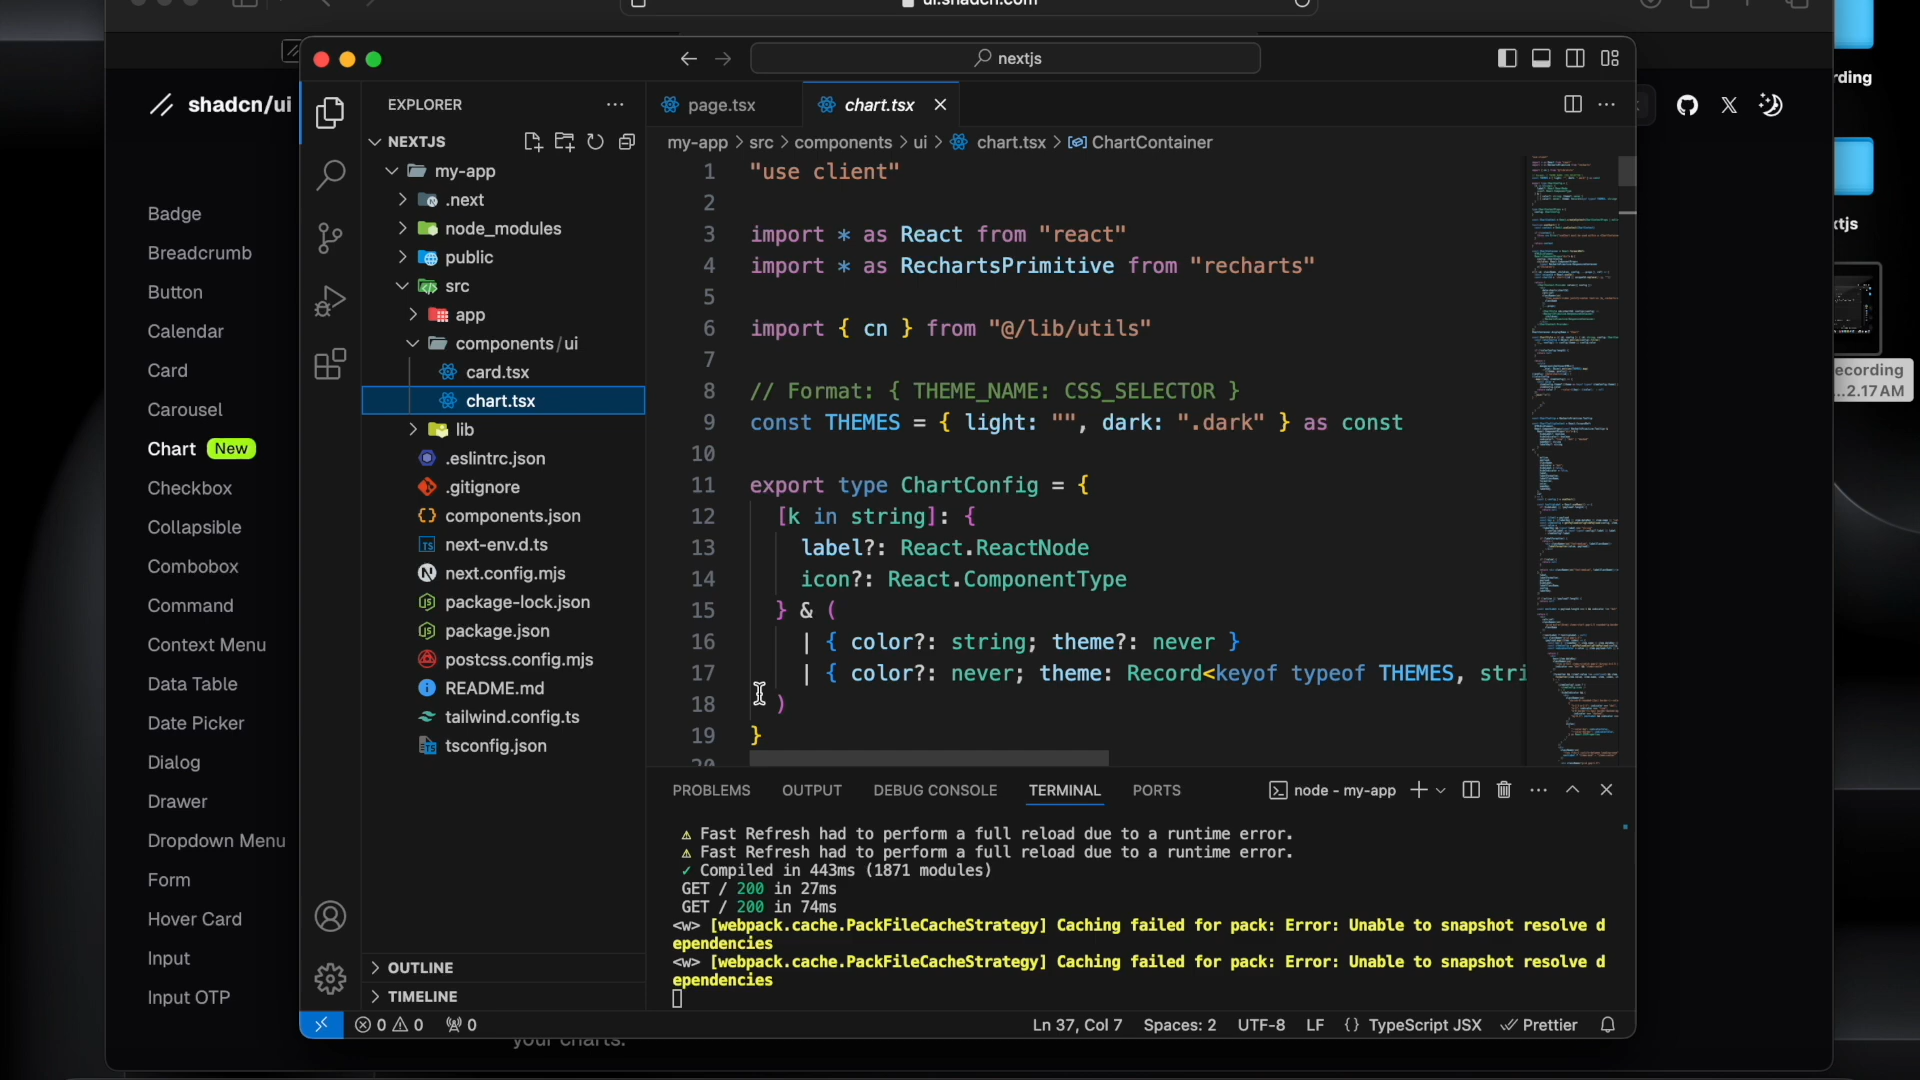 ui.shadcn.com
nextjs
shadcn/ui
Badge
Breadcrumb
Button
Calendar
Card
Carousel
Chart New
Checkbox
Collapsible
Combobox
Command
Context Menu
Data Table
Date Picker
Dialog
Drawer
Dropdown Menu
Form
Hover Card
Input
Input OTP
EXPLORER
NEXTJS
my-app
.next
node_modules
public
src
app
components/ui
card.tsx
chart.tsx
lib
.eslintrc.json
.gitignore
components.json
next-env.d.ts
next.config.mjs
package-lock.json
package.json
postcss.config.mjs
README.md
tailwind.config.ts
tsconfig.json
OUTLINE
TIMELINE
page.tsx
chart.tsx
my-app > src > components > ui > chart.tsx > ChartContainer
1 "use client"
2
3 import * as React from "react"
4 import * as RechartsPrimitive from "recharts"
5
6 import { cn } from "@/lib/utils"
7
8 // Format: { THEME_NAME: CSS_SELECTOR }
9 const THEMES = { light: "", dark: ".dark" } as const
10
11 export type ChartConfig = {
12 [k in string]: {
13 label?: React.ReactNode
14 icon?: React.ComponentType
15 } & (
16 | { color?: string; theme?: never }
17 | { color?: never; theme: Record<keyof typeof THEMES, stri
18 )
19 }
20
PROBLEMS OUTPUT DEBUG CONSOLE TERMINAL PORTS
node - my-app
⚠ Fast Refresh had to perform a full reload due to a runtime error.
⚠ Fast Refresh had to perform a full reload due to a runtime error.
✓ Compiled in 443ms (1871 modules)
GET / 200 in 27ms
GET / 200 in 74ms
<w> [webpack.cache.PackFileCacheStrategy] Caching failed for pack: Error: Unable to snapshot resolve d
ependencies
<w> [webpack.cache.PackFileCacheStrategy] Caching failed for pack: Error: Unable to snapshot resolve d
ependencies
0 0 0
Ln 37, Col 7 Spaces: 2 UTF-8 LF {} TypeScript JSX Prettier
your charts.
rding
xtjs
ecording
...2.17 AM